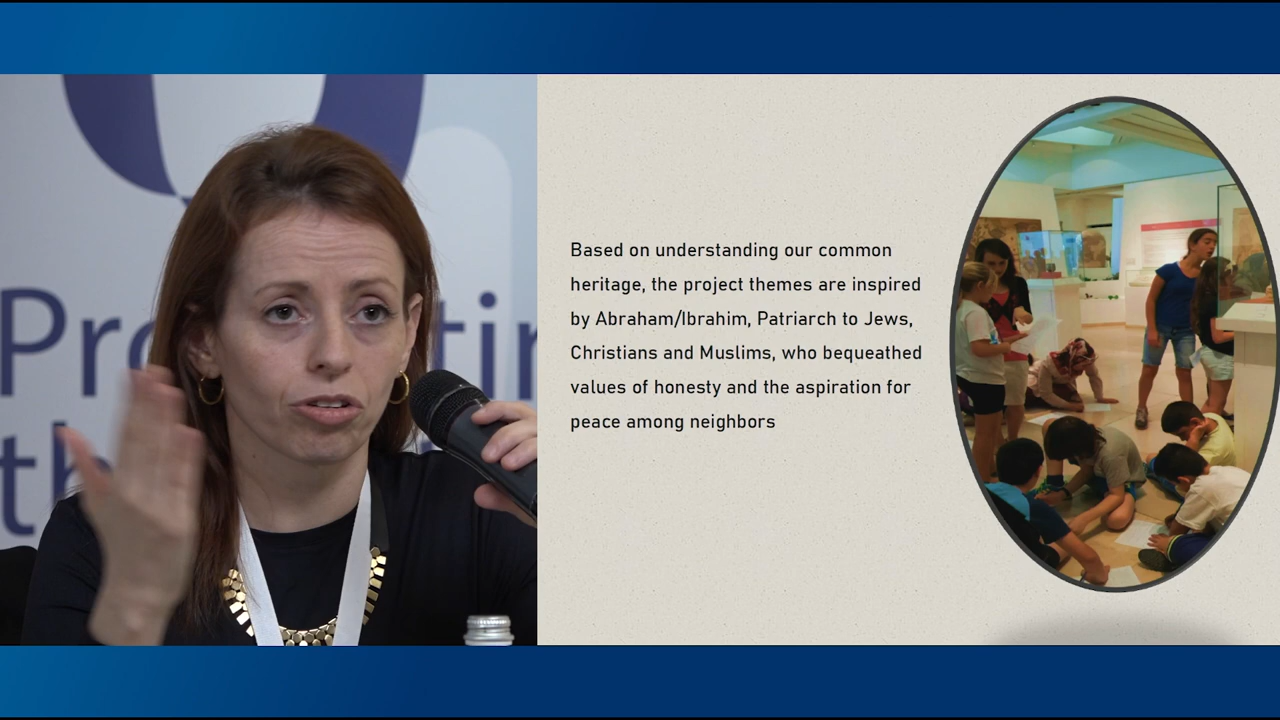 th
Based on understanding our common
heritage, the project themes are inspired
by Abraham/Ibrahim, Patriarch to Jews,
Christians and Muslims, who bequeathed
values of honesty and the aspiration for
peace among neighbors